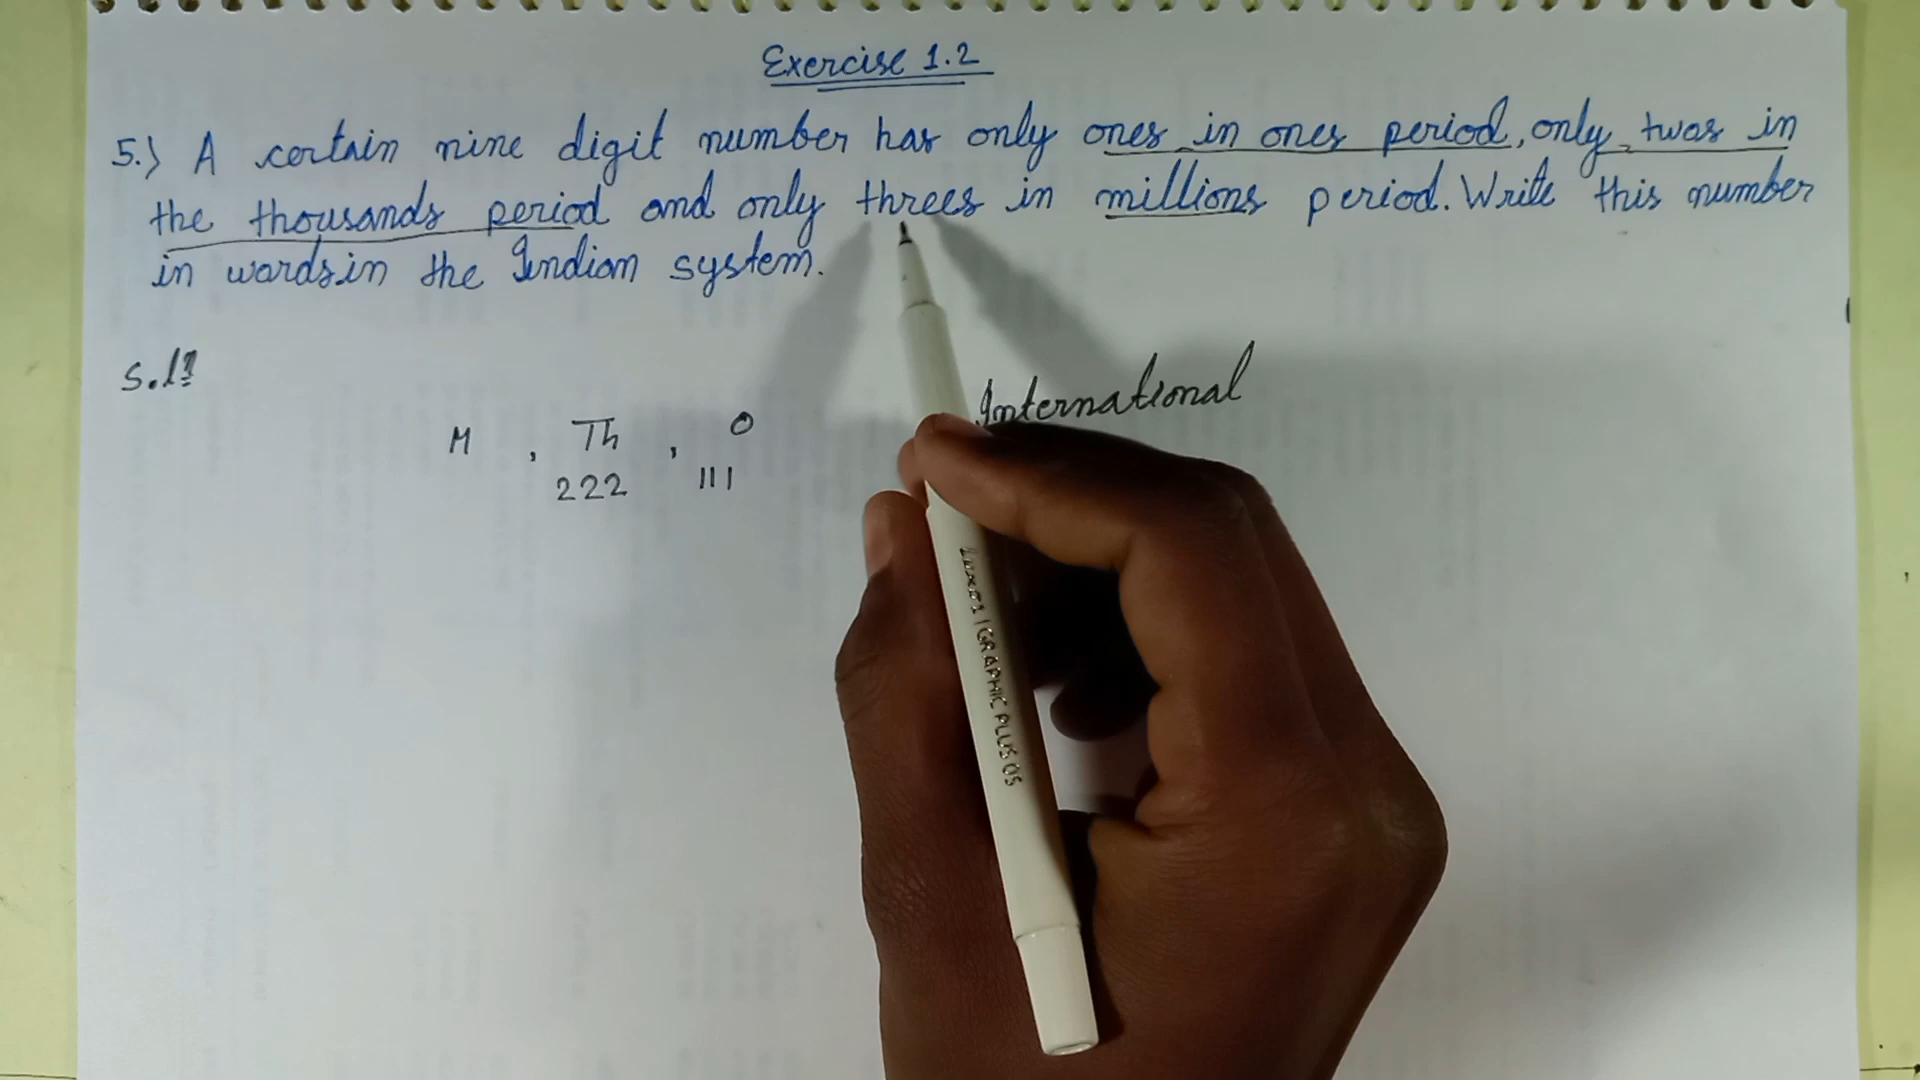 Exercise 1.2
5.) A certain nine digit number has only ones in ones period, only twos in
the thousands period and only threes in millions period. Write this number
in words in the Indian system.
Sol!
International
M , Th , O
222 111
GRAPHIC PLUS 05